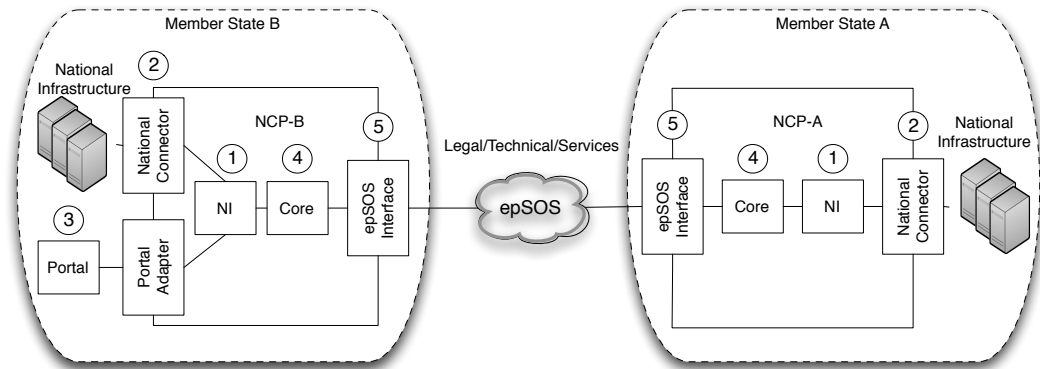 Member State B
National
Infrastructure
2
National
Connector
NCP-B
5
1
4
NI
Core
epSOS
Interface
3
Portal
Portal
Adapter
Legal/Technical/Services
epSOS
Member State A
NCP-A
5
4
1
2
epSOS
Interface
Core
NI
National
Connector
National
Infrastructure